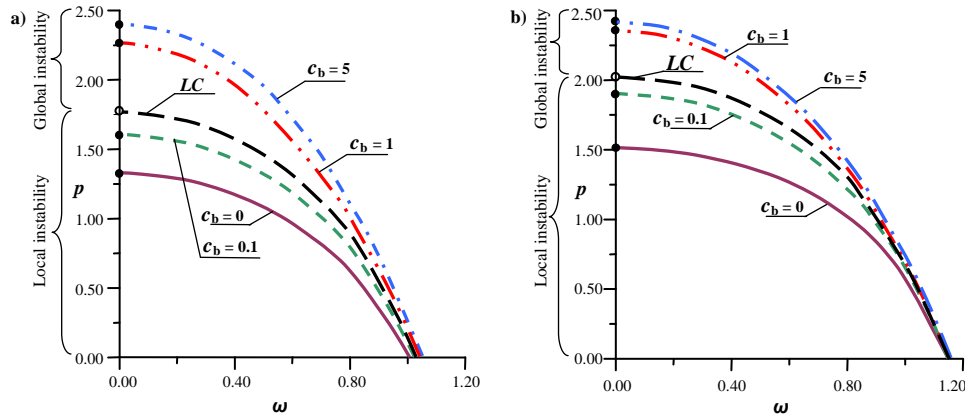 a)
Global instability
Local instability
2.50
2.00
1.50
p
1.00
0.50
0.00
0.00
0.40
0.80
1.20
ω
LC
c_b = 5
c_b = 1
c_b = 0
c_b = 0.1
b)
Global instability
Local instability
2.50
2.00
1.50
p
1.00
0.50
0.00
0.00
0.40
0.80
1.20
ω
LC
c_b = 1
c_b = 5
c_b = 0.1
c_b = 0